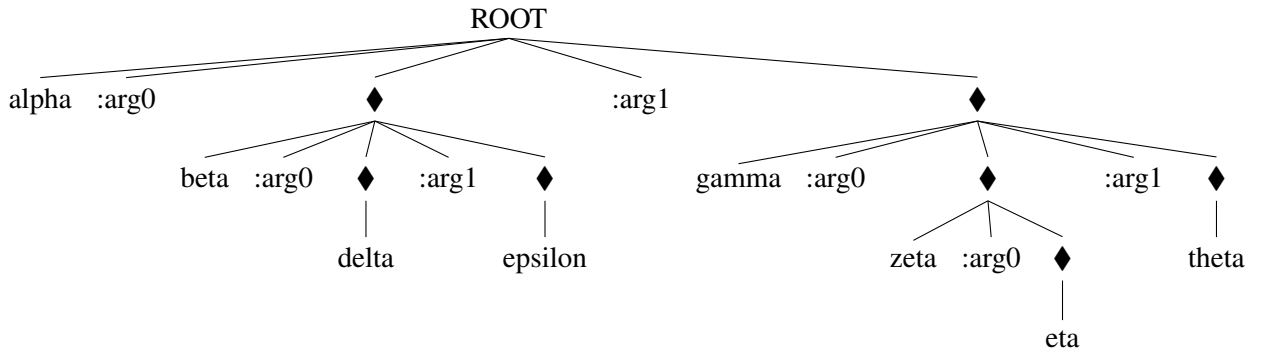 ROOT
alpha :arg0 ♦ :arg1 ♦
beta :arg0 ♦ :arg1 ♦ gamma :arg0 ♦ :arg1 ♦
delta epsilon zeta :arg0 ♦ theta
eta